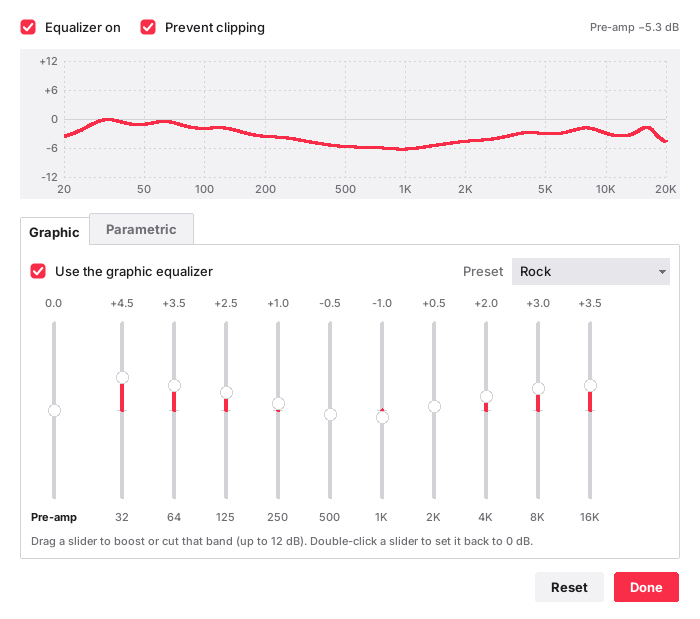 Equalizer on Prevent clipping Pre-amp −5.3 dB
+12
+6
0
-6
-12
20 50 100 200 500 1K 2K 5K 10K 20K
Graphic Parametric
Use the graphic equalizer Preset Rock
0.0 +4.5 +3.5 +2.5 +1.0 -0.5 -1.0 +0.5 +2.0 +3.0 +3.5
Pre-amp 32 64 125 250 500 1K 2K 4K 8K 16K
Drag a slider to boost or cut that band (up to 12 dB). Double-click a slider to set it back to 0 dB.
Reset Done